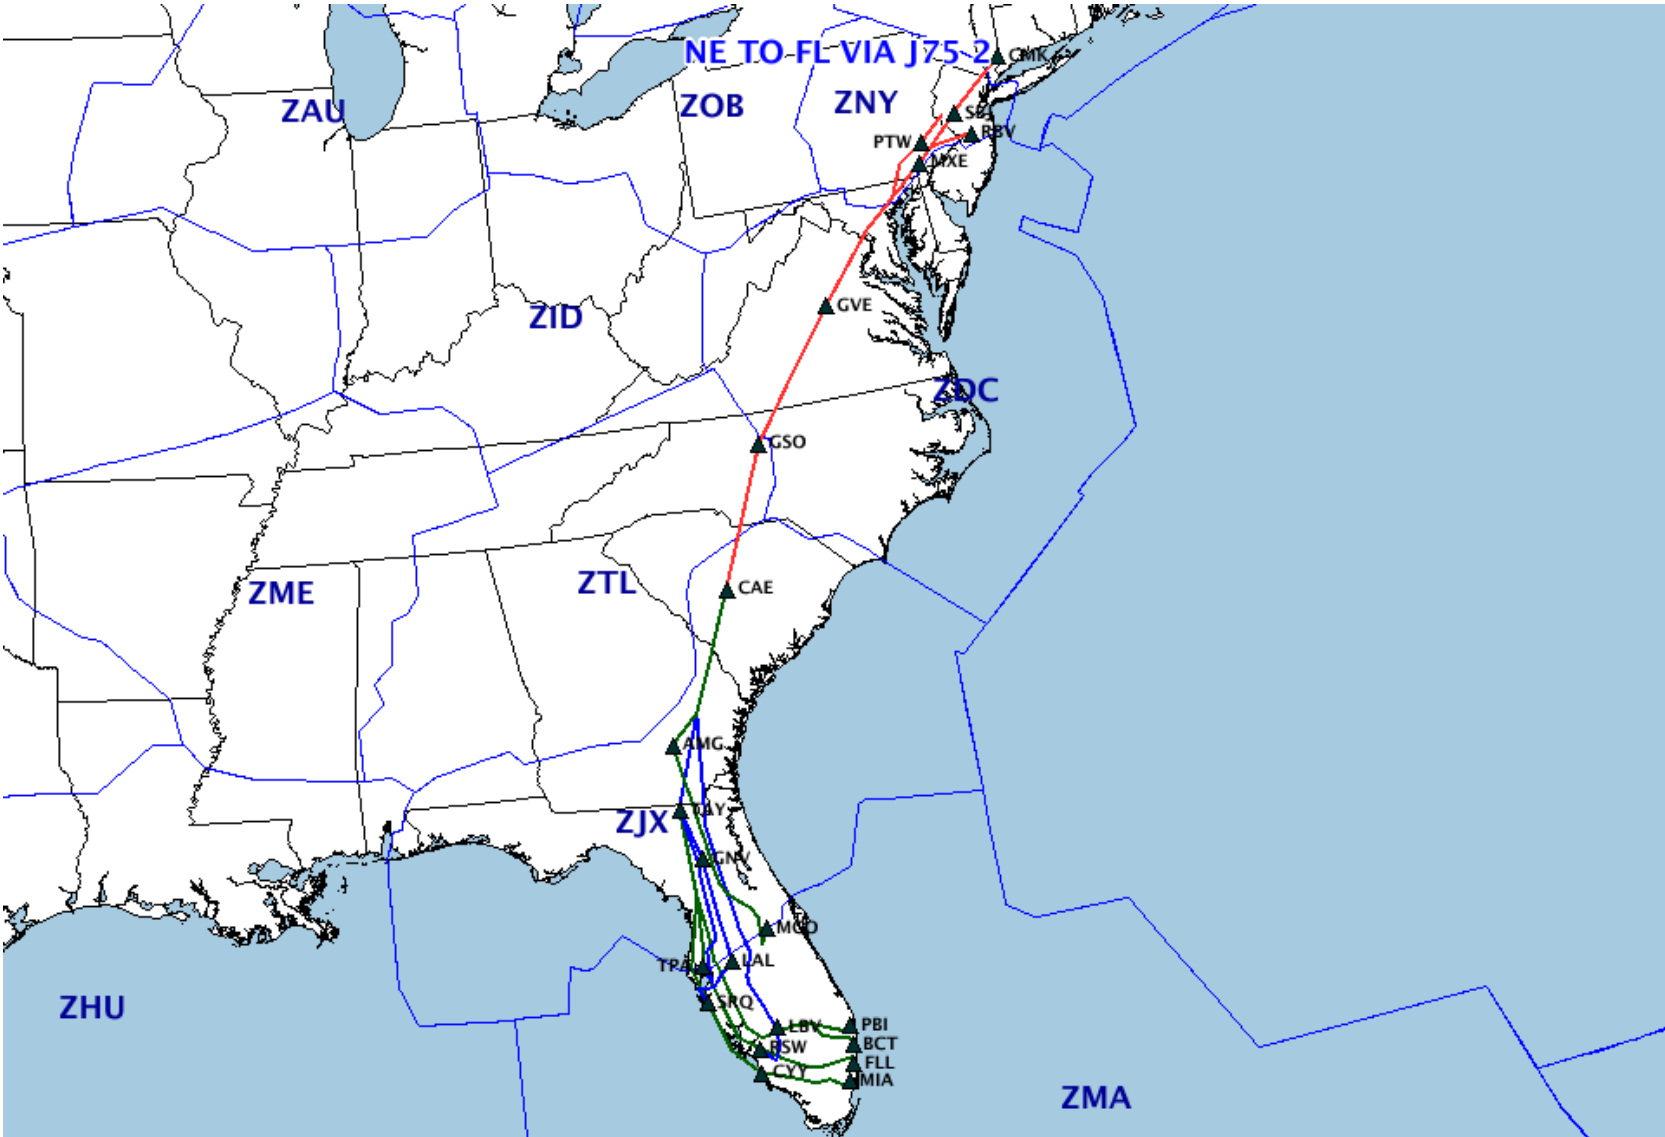 NE TO FL VIA J75 2
CMK
ZAU
ZOB
ZNY
SBJ
RBV
PTW
MXE
GVE
ZID
ZDC
GSO
ZME
ZTL
CAE
AMG
TAY
ZJX
GNV
MCO
TPA
LAL
SRQ
ZHU
LBV
PBI
RSW
BCT
FLL
CYY
MIA
ZMA